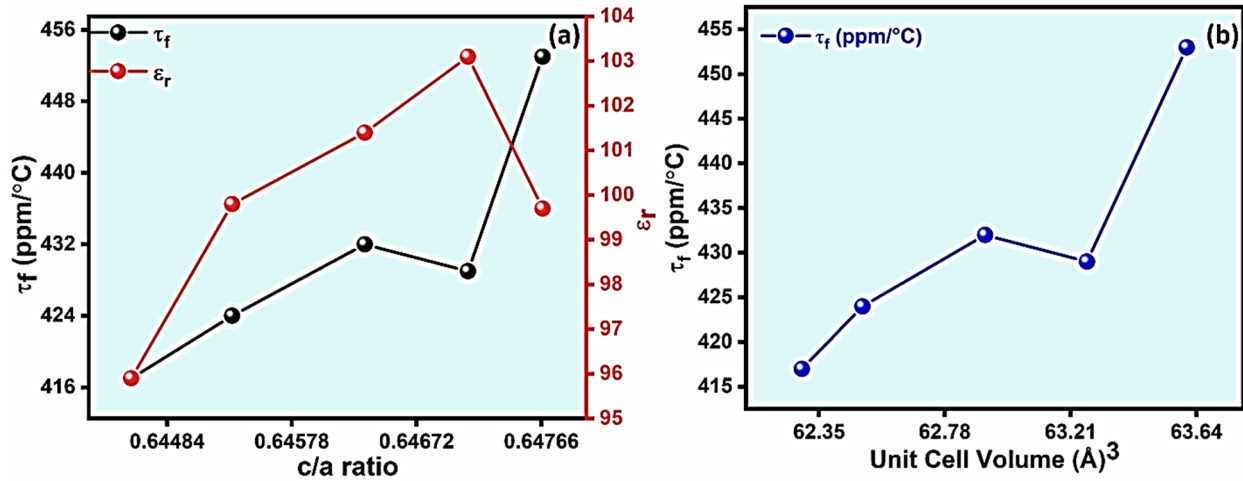 (a)
τf
εr
456
448
440
432
424
416
τf (ppm/°C)
104
103
102
101
100
99
98
97
96
95
εr
0.64484 0.64578 0.64672 0.64766
c/a ratio
(b)
τf (ppm/°C)
455
450
445
440
435
430
425
420
415
τf (ppm/°C)
62.35 62.78 63.21 63.64
Unit Cell Volume (Å)3